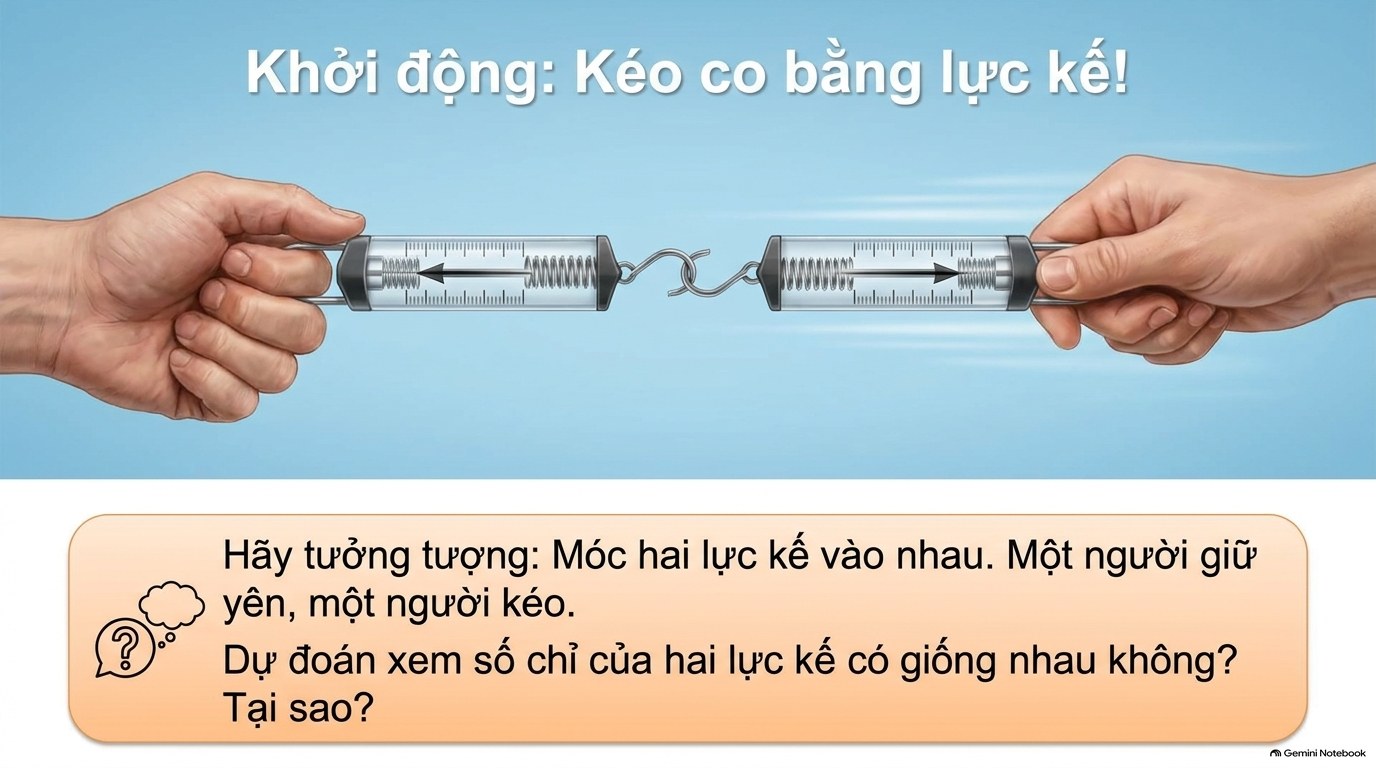 Khởi động: Kéo co bằng lực kế!
Hãy tưởng tượng: Móc hai lực kế vào nhau. Một người giữ
yên, một người kéo.
Dự đoán xem số chỉ của hai lực kế có giống nhau không?
Tại sao?
Gemini Notebook